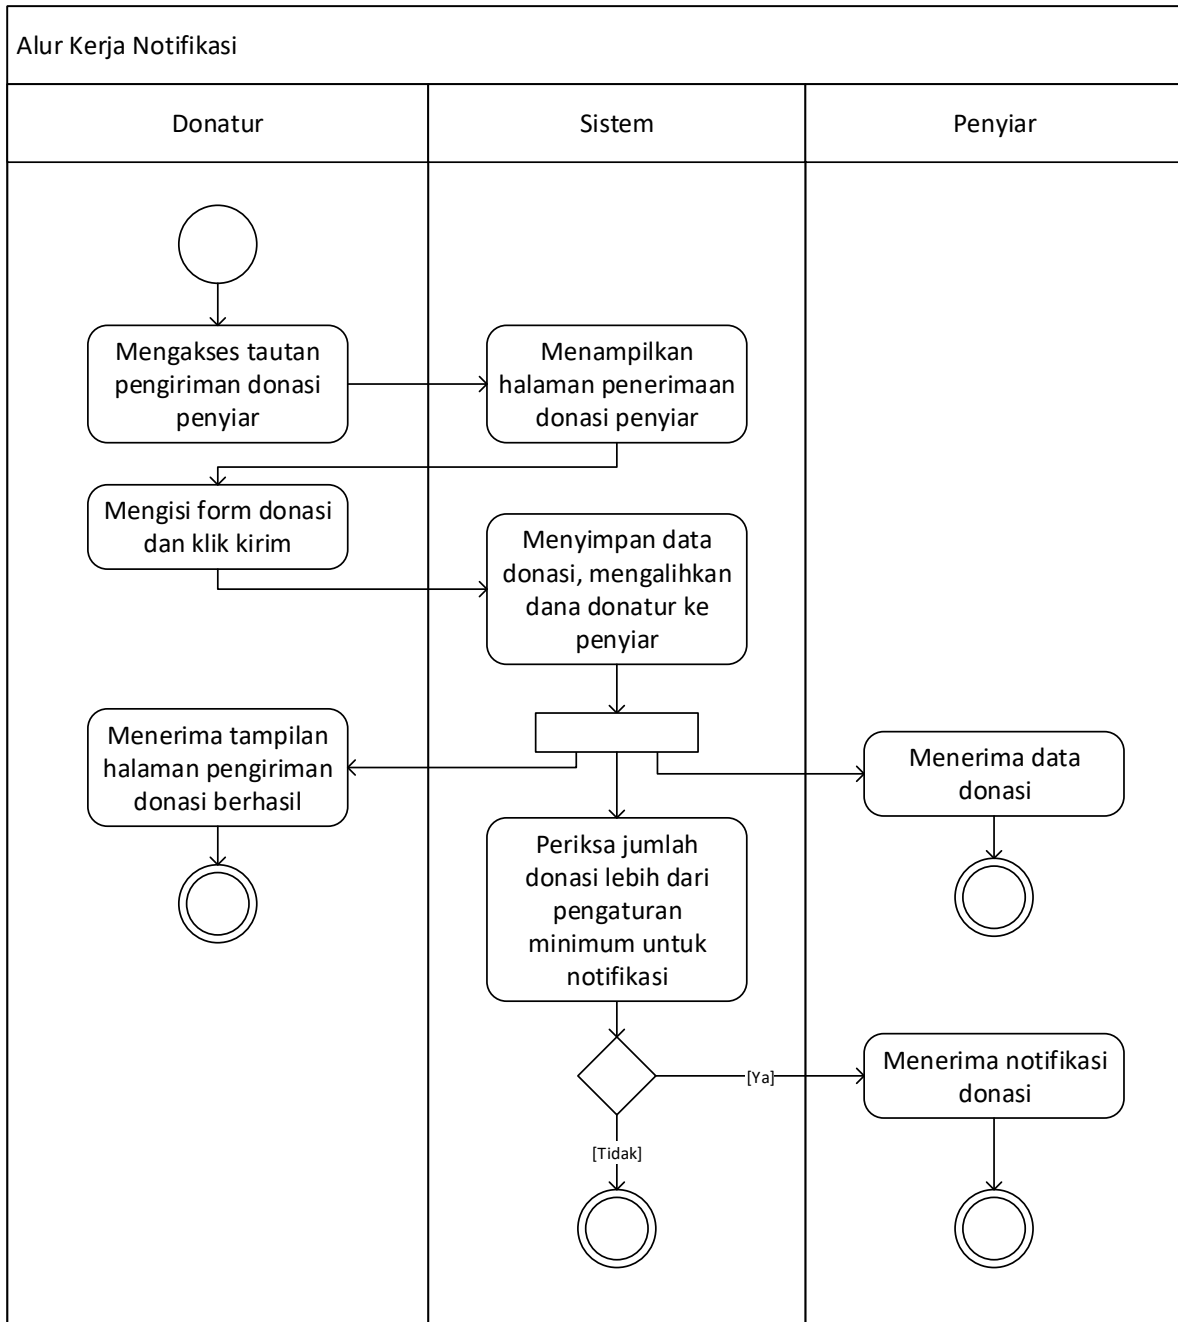 Alur Kerja Notifikasi
Donatur
Sistem
Penyiar
Mengakses tautan
pengiriman donasi
penyiar
Menampilkan
halaman penerimaan
donasi penyiar
Mengisi form donasi
dan klik kirim
Menyimpan data
donasi, mengalihkan
dana donatur ke
penyiar
Menerima tampilan
halaman pengiriman
donasi berhasil
Menerima data
donasi
Periksa jumlah
donasi lebih dari
pengaturan
minimum untuk
notifikasi
[Ya]
Menerima notifikasi
donasi
[Tidak]